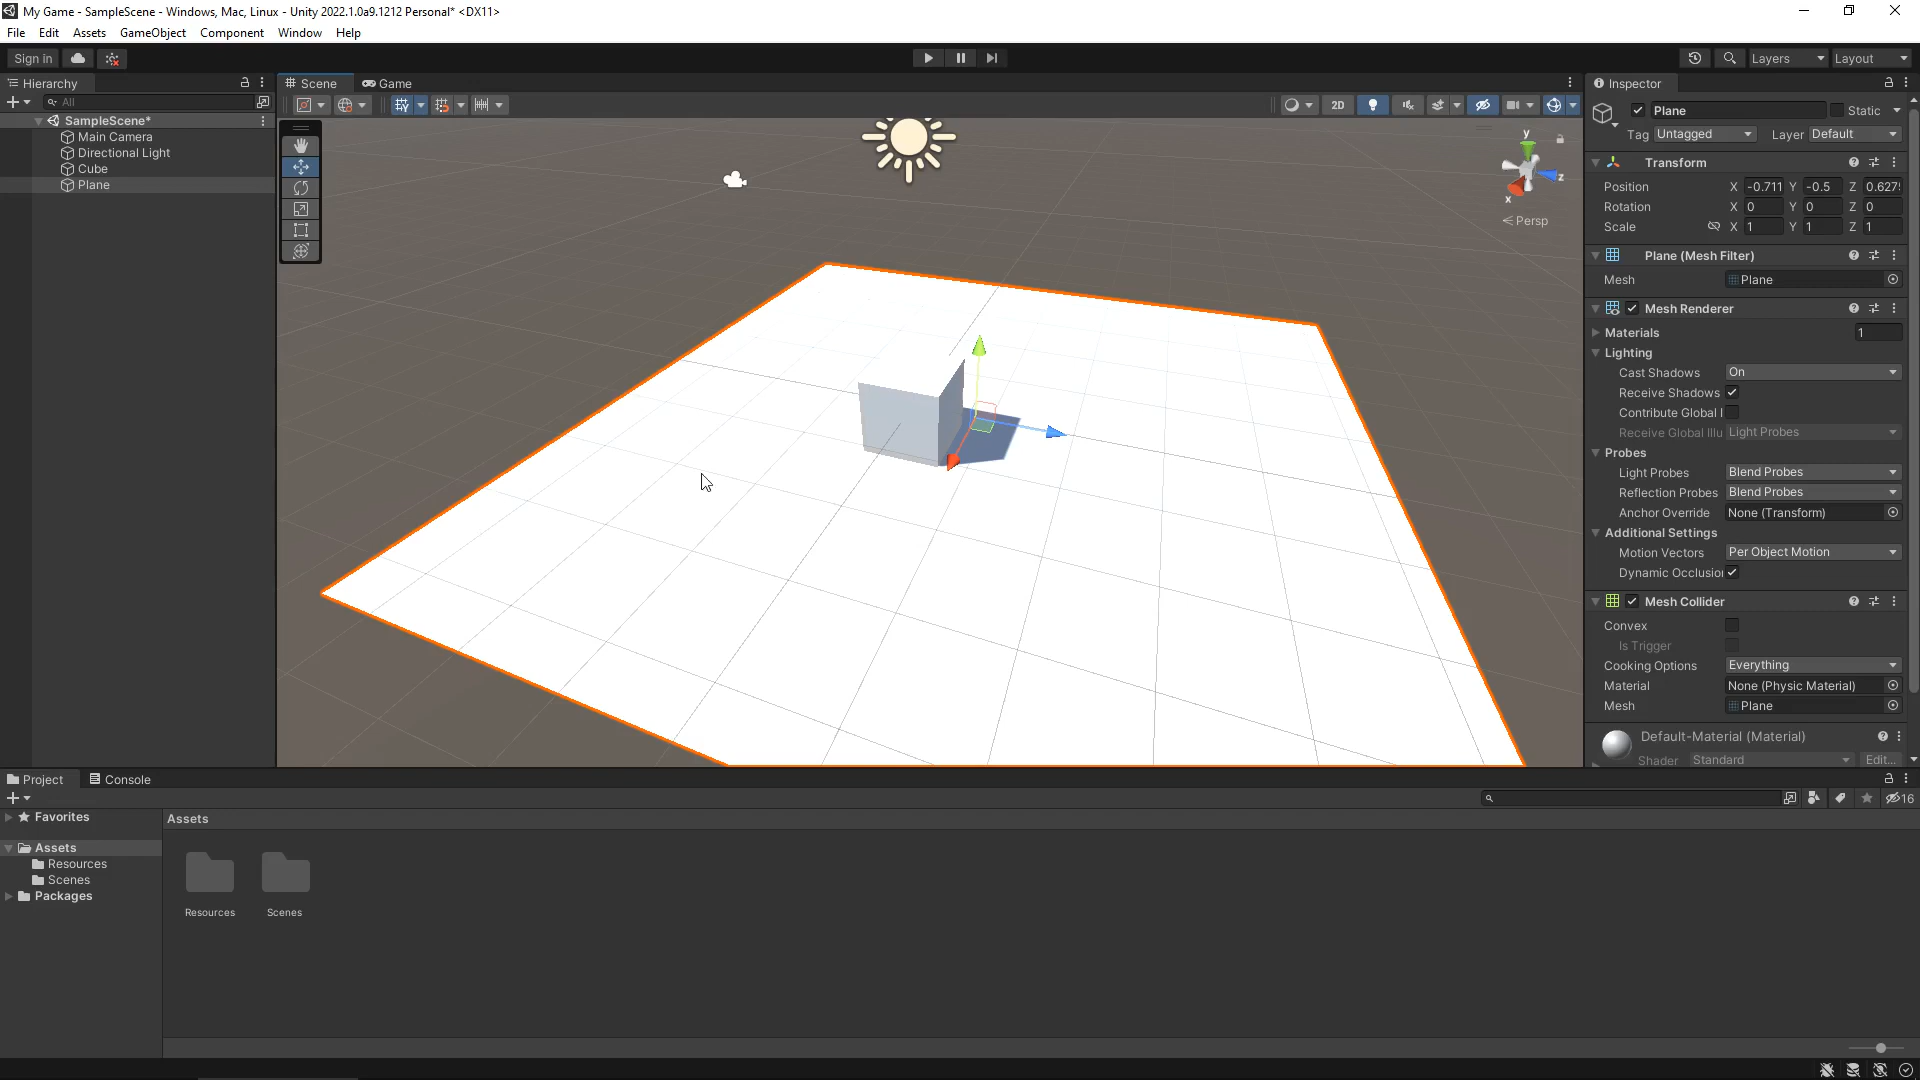 My Game - SampleScene - Windows, Mac, Linux - Unity 2022.1.0a9.1212 Personal* <DX11>
File Edit Assets GameObject Component Window Help
Sign in
Layers Layout
Hierarchy
All
SampleScene*
Main Camera
Directional Light
Cube
Plane
Scene Game
2D
y
z
x
< Persp
Inspector
Plane Static
Tag Untagged Layer Default
Transform
Position X -0.711 Y -0.5 Z 0.627
Rotation X 0 Y 0 Z 0
Scale X 1 Y 1 Z 1
Plane (Mesh Filter)
Mesh Plane
Mesh Renderer
Materials 1
Lighting
Cast Shadows On
Receive Shadows
Contribute Global I
Receive Global Illu Light Probes
Probes
Light Probes Blend Probes
Reflection Probes Blend Probes
Anchor Override None (Transform)
Additional Settings
Motion Vectors Per Object Motion
Dynamic Occlusion
Mesh Collider
Convex
Is Trigger
Cooking Options Everything
Material None (Physic Material)
Mesh Plane
Default-Material (Material)
Shader Standard Edit...
Project Console
16
Favorites
Assets
Resources
Scenes
Packages
Assets
Resources Scenes